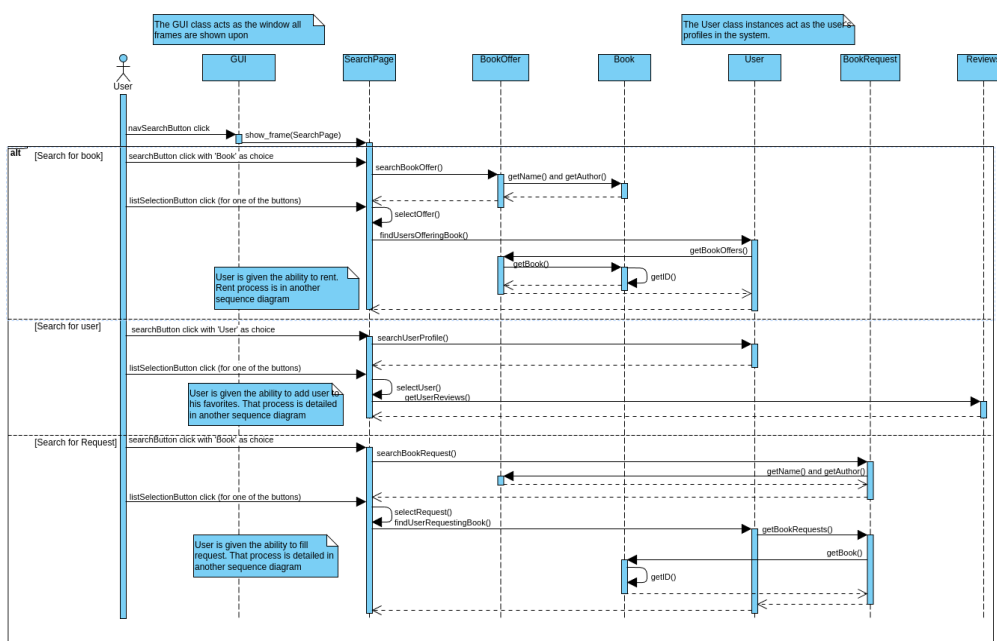 The GUI class acts as the window all
frames are shown upon
The User class instances act as the user's
profiles in the system.
User
GUI
SearchPage
BookOffer
Book
User
BookRequest
Reviews
navSearchButton click
show_frame(SearchPage)
alt
[Search for book]
searchButton click with 'Book' as choice
searchBookOffer()
getName() and getAuthor()
listSelectionButton click (for one of the buttons)
selectOffer()
findUsersOfferingBook()
getBookOffers()
getBook()
getID()
User is given the ability to rent.
Rent process is in another
sequence diagram
[Search for user]
searchButton click with 'User' as choice
searchUserProfile()
listSelectionButton click (for one of the buttons)
selectUser()
getUserReviews()
User is given the ability to add user to
his favorites. That process is detailed
in another sequence diagram
[Search for Request]
searchButton click with 'Book' as choice
searchBookRequest()
getName() and getAuthor()
listSelectionButton click (for one of the buttons)
selectRequest()
findUserRequestingBook()
getBookRequests()
getBook()
getID()
User is given the ability to fill
request. That process is detailed in
another sequence diagram